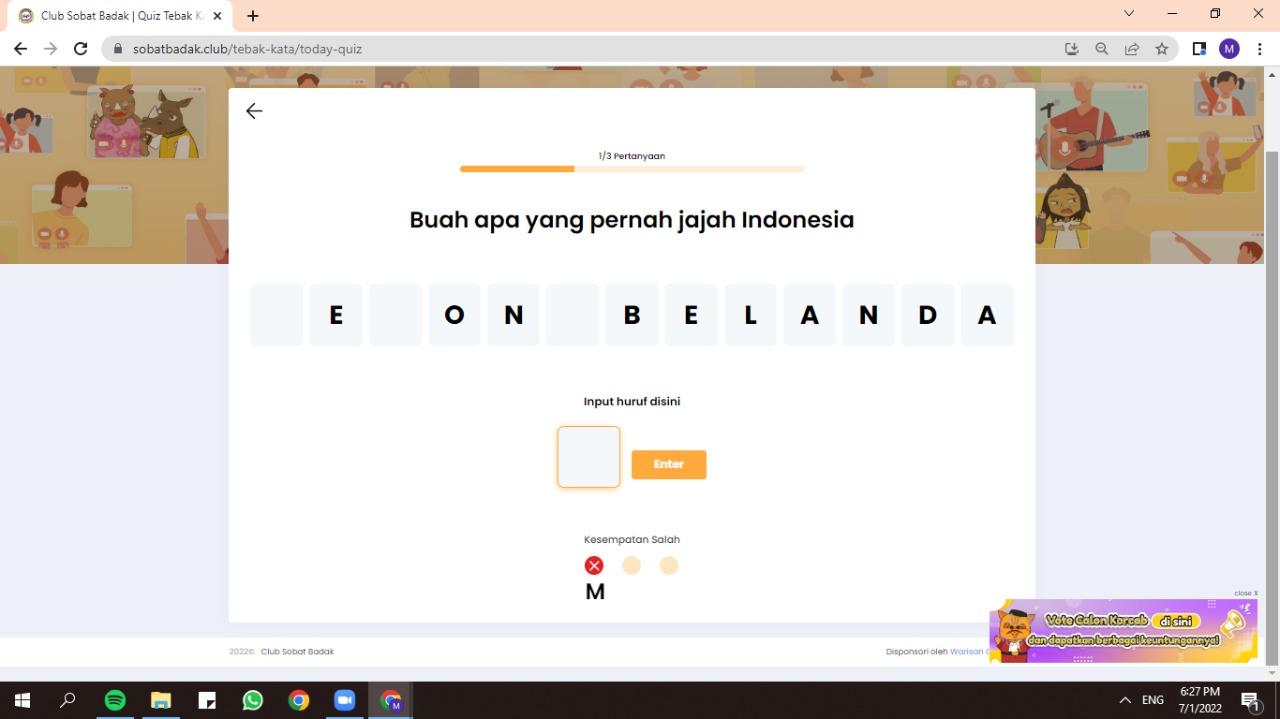 Club Sobat Badak | Quiz Tebak Ka
sobatbadak.club/tebak-kata/today-quiz
M
1/3 Pertanyaan
Buah apa yang pernah jajah Indonesia
E O N B E L A N D A
Input huruf disini
Enter
Kesempatan Salah
M
close X
Vote Calon Korcab di sini
dan dapatkan berbagai keuntungannya!
2022© Club Sobat Badak
Disponsori oleh Warisan
M
ENG
6:27 PM
7/1/2022
1